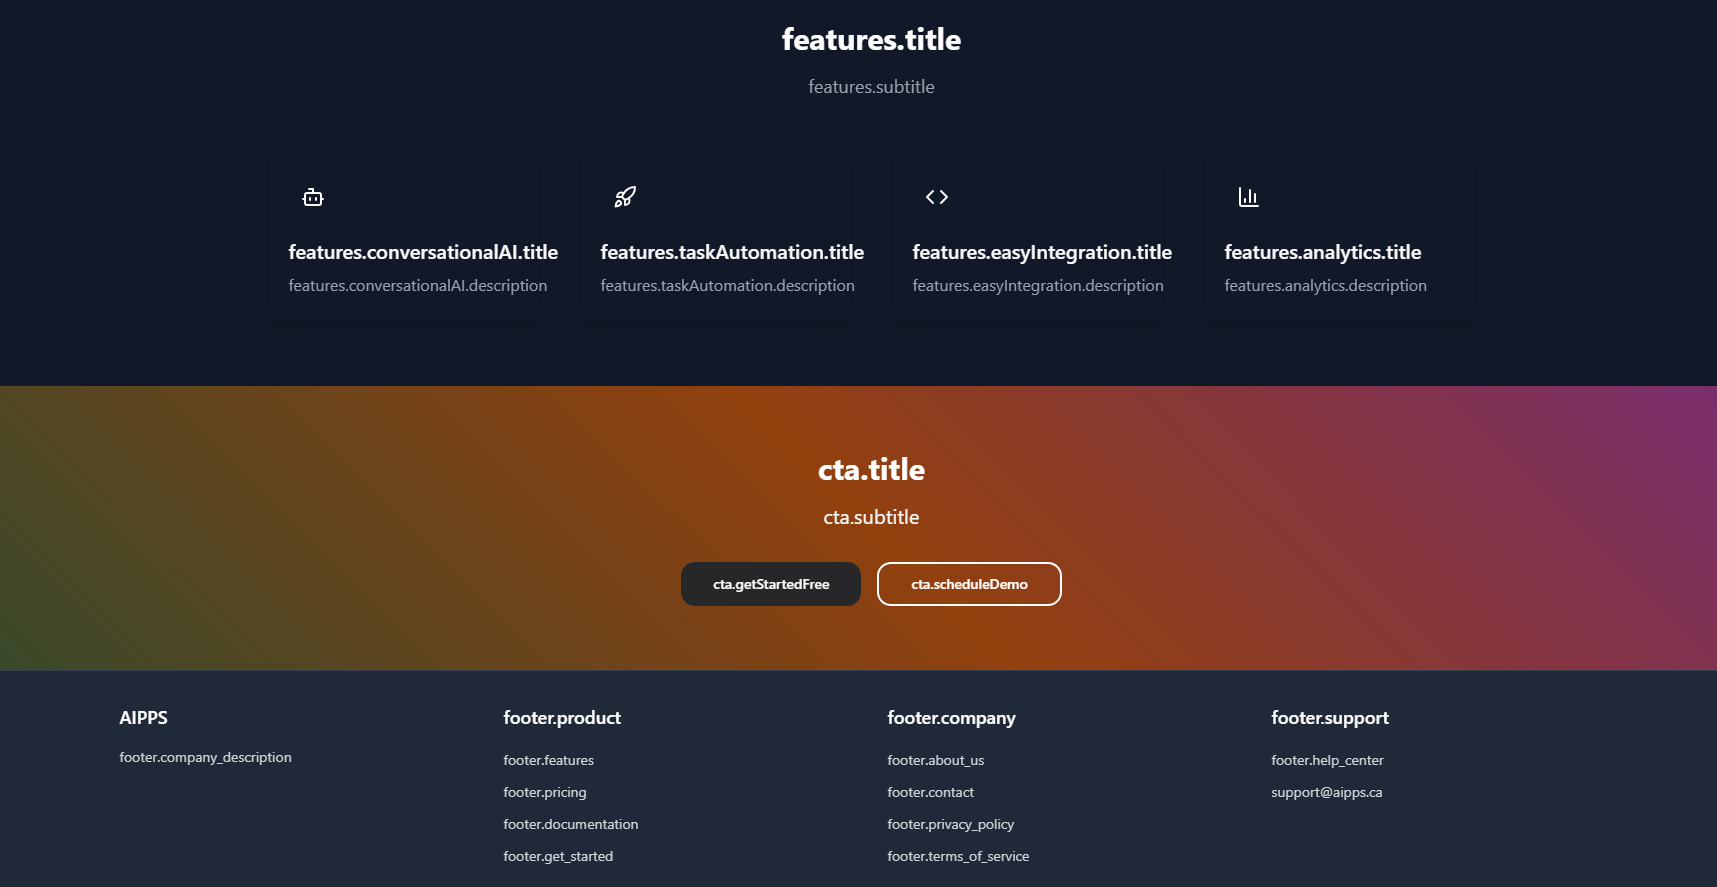 features.title
features.subtitle
features.conversationalAI.title
features.conversationalAI.description
features.taskAutomation.title
features.taskAutomation.description
features.easyIntegration.title
features.easyIntegration.description
features.analytics.title
features.analytics.description
cta.title
cta.subtitle
cta.getStartedFree
cta.scheduleDemo
AIPPS
footer.company_description
footer.product
footer.features
footer.pricing
footer.documentation
footer.get_started
footer.company
footer.about_us
footer.contact
footer.privacy_policy
footer.terms_of_service
footer.support
footer.help_center
support@aipps.ca